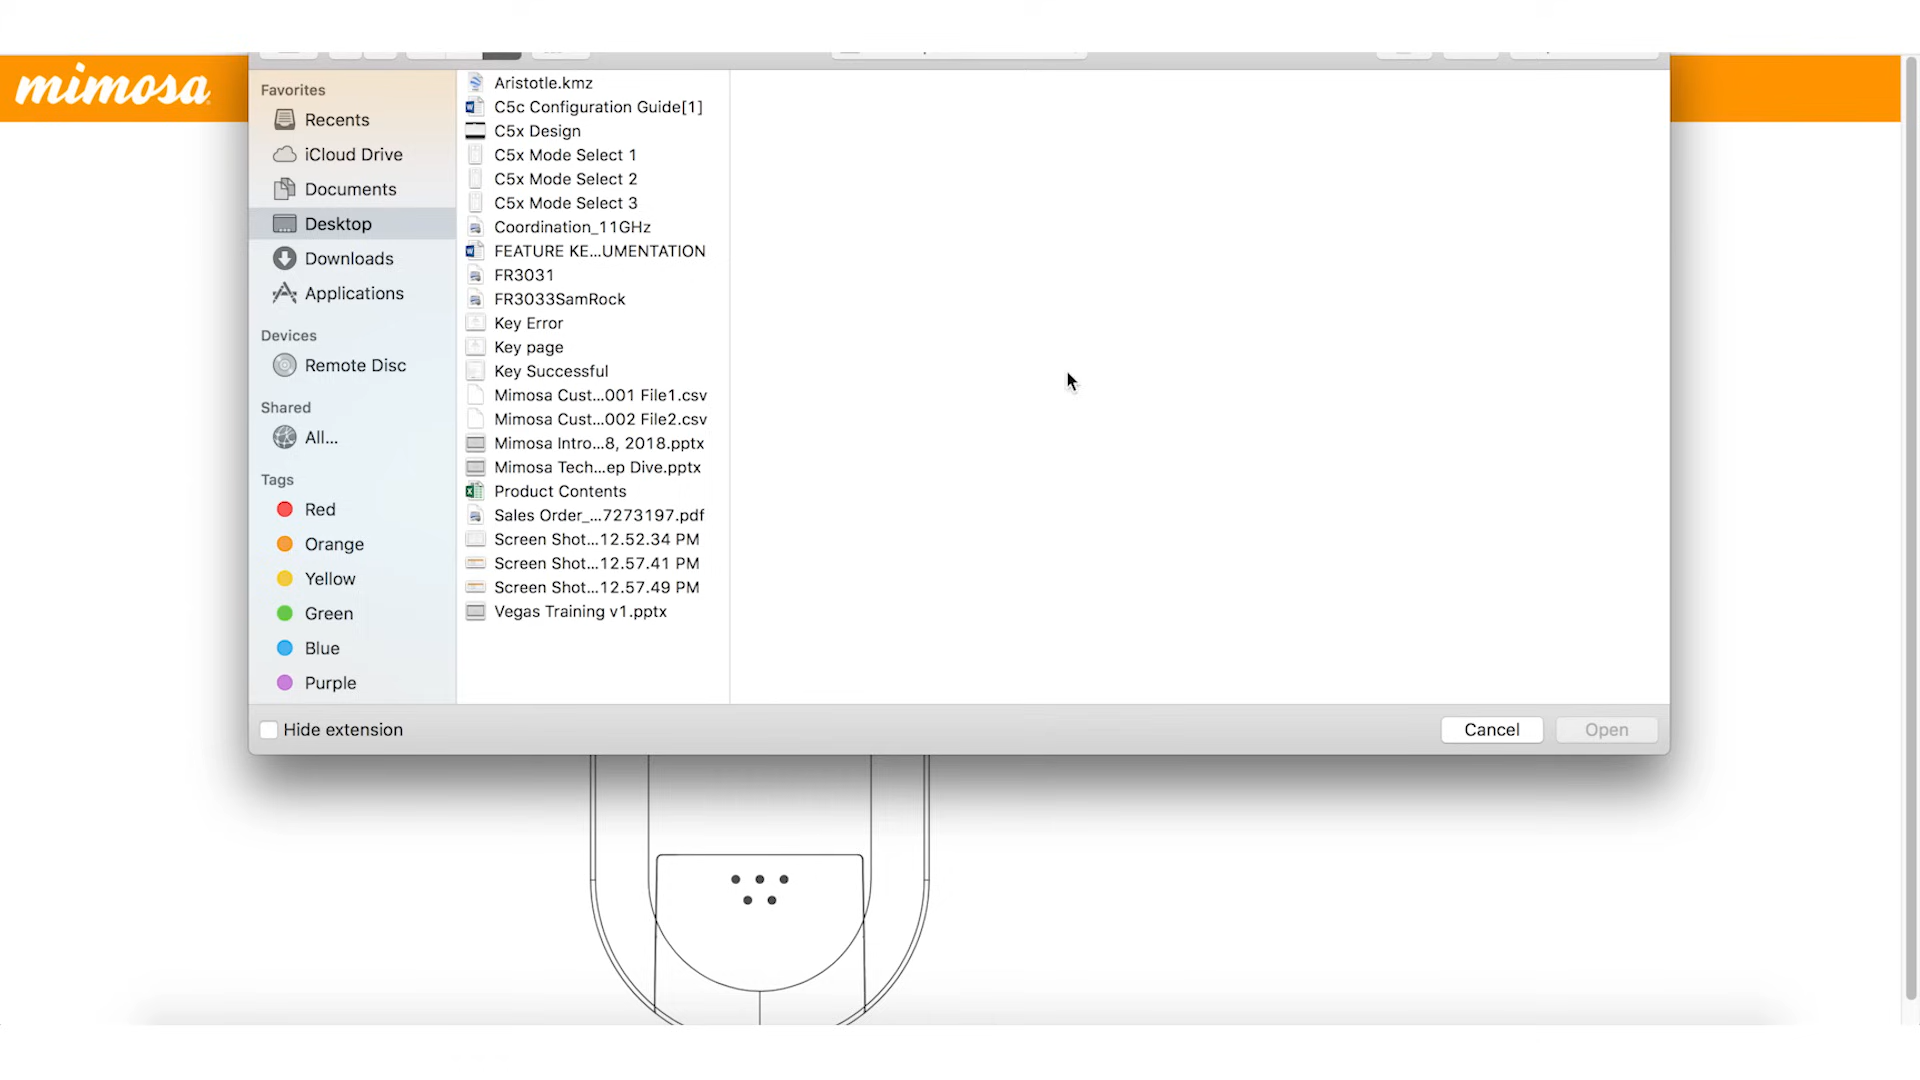 mimosa
Favorites
Recents
iCloud Drive
Documents
Desktop
Downloads
Applications
Devices
Remote Disc
Shared
All...
Tags
Red
Orange
Yellow
Green
Blue
Purple
Aristotle.kmz
C5c Configuration Guide[1]
C5x Design
C5x Mode Select 1
C5x Mode Select 2
C5x Mode Select 3
Coordination_11GHz
FEATURE KE...UMENTATION
FR3031
FR3033SamRock
Key Error
Key page
Key Successful
Mimosa Cust...001 File1.csv
Mimosa Cust...002 File2.csv
Mimosa Intro...8, 2018.pptx
Mimosa Tech...ep Dive.pptx
Product Contents
Sales Order_...7273197.pdf
Screen Shot...12.52.34 PM
Screen Shot...12.57.41 PM
Screen Shot...12.57.49 PM
Vegas Training v1.pptx
Hide extension
Cancel
Open